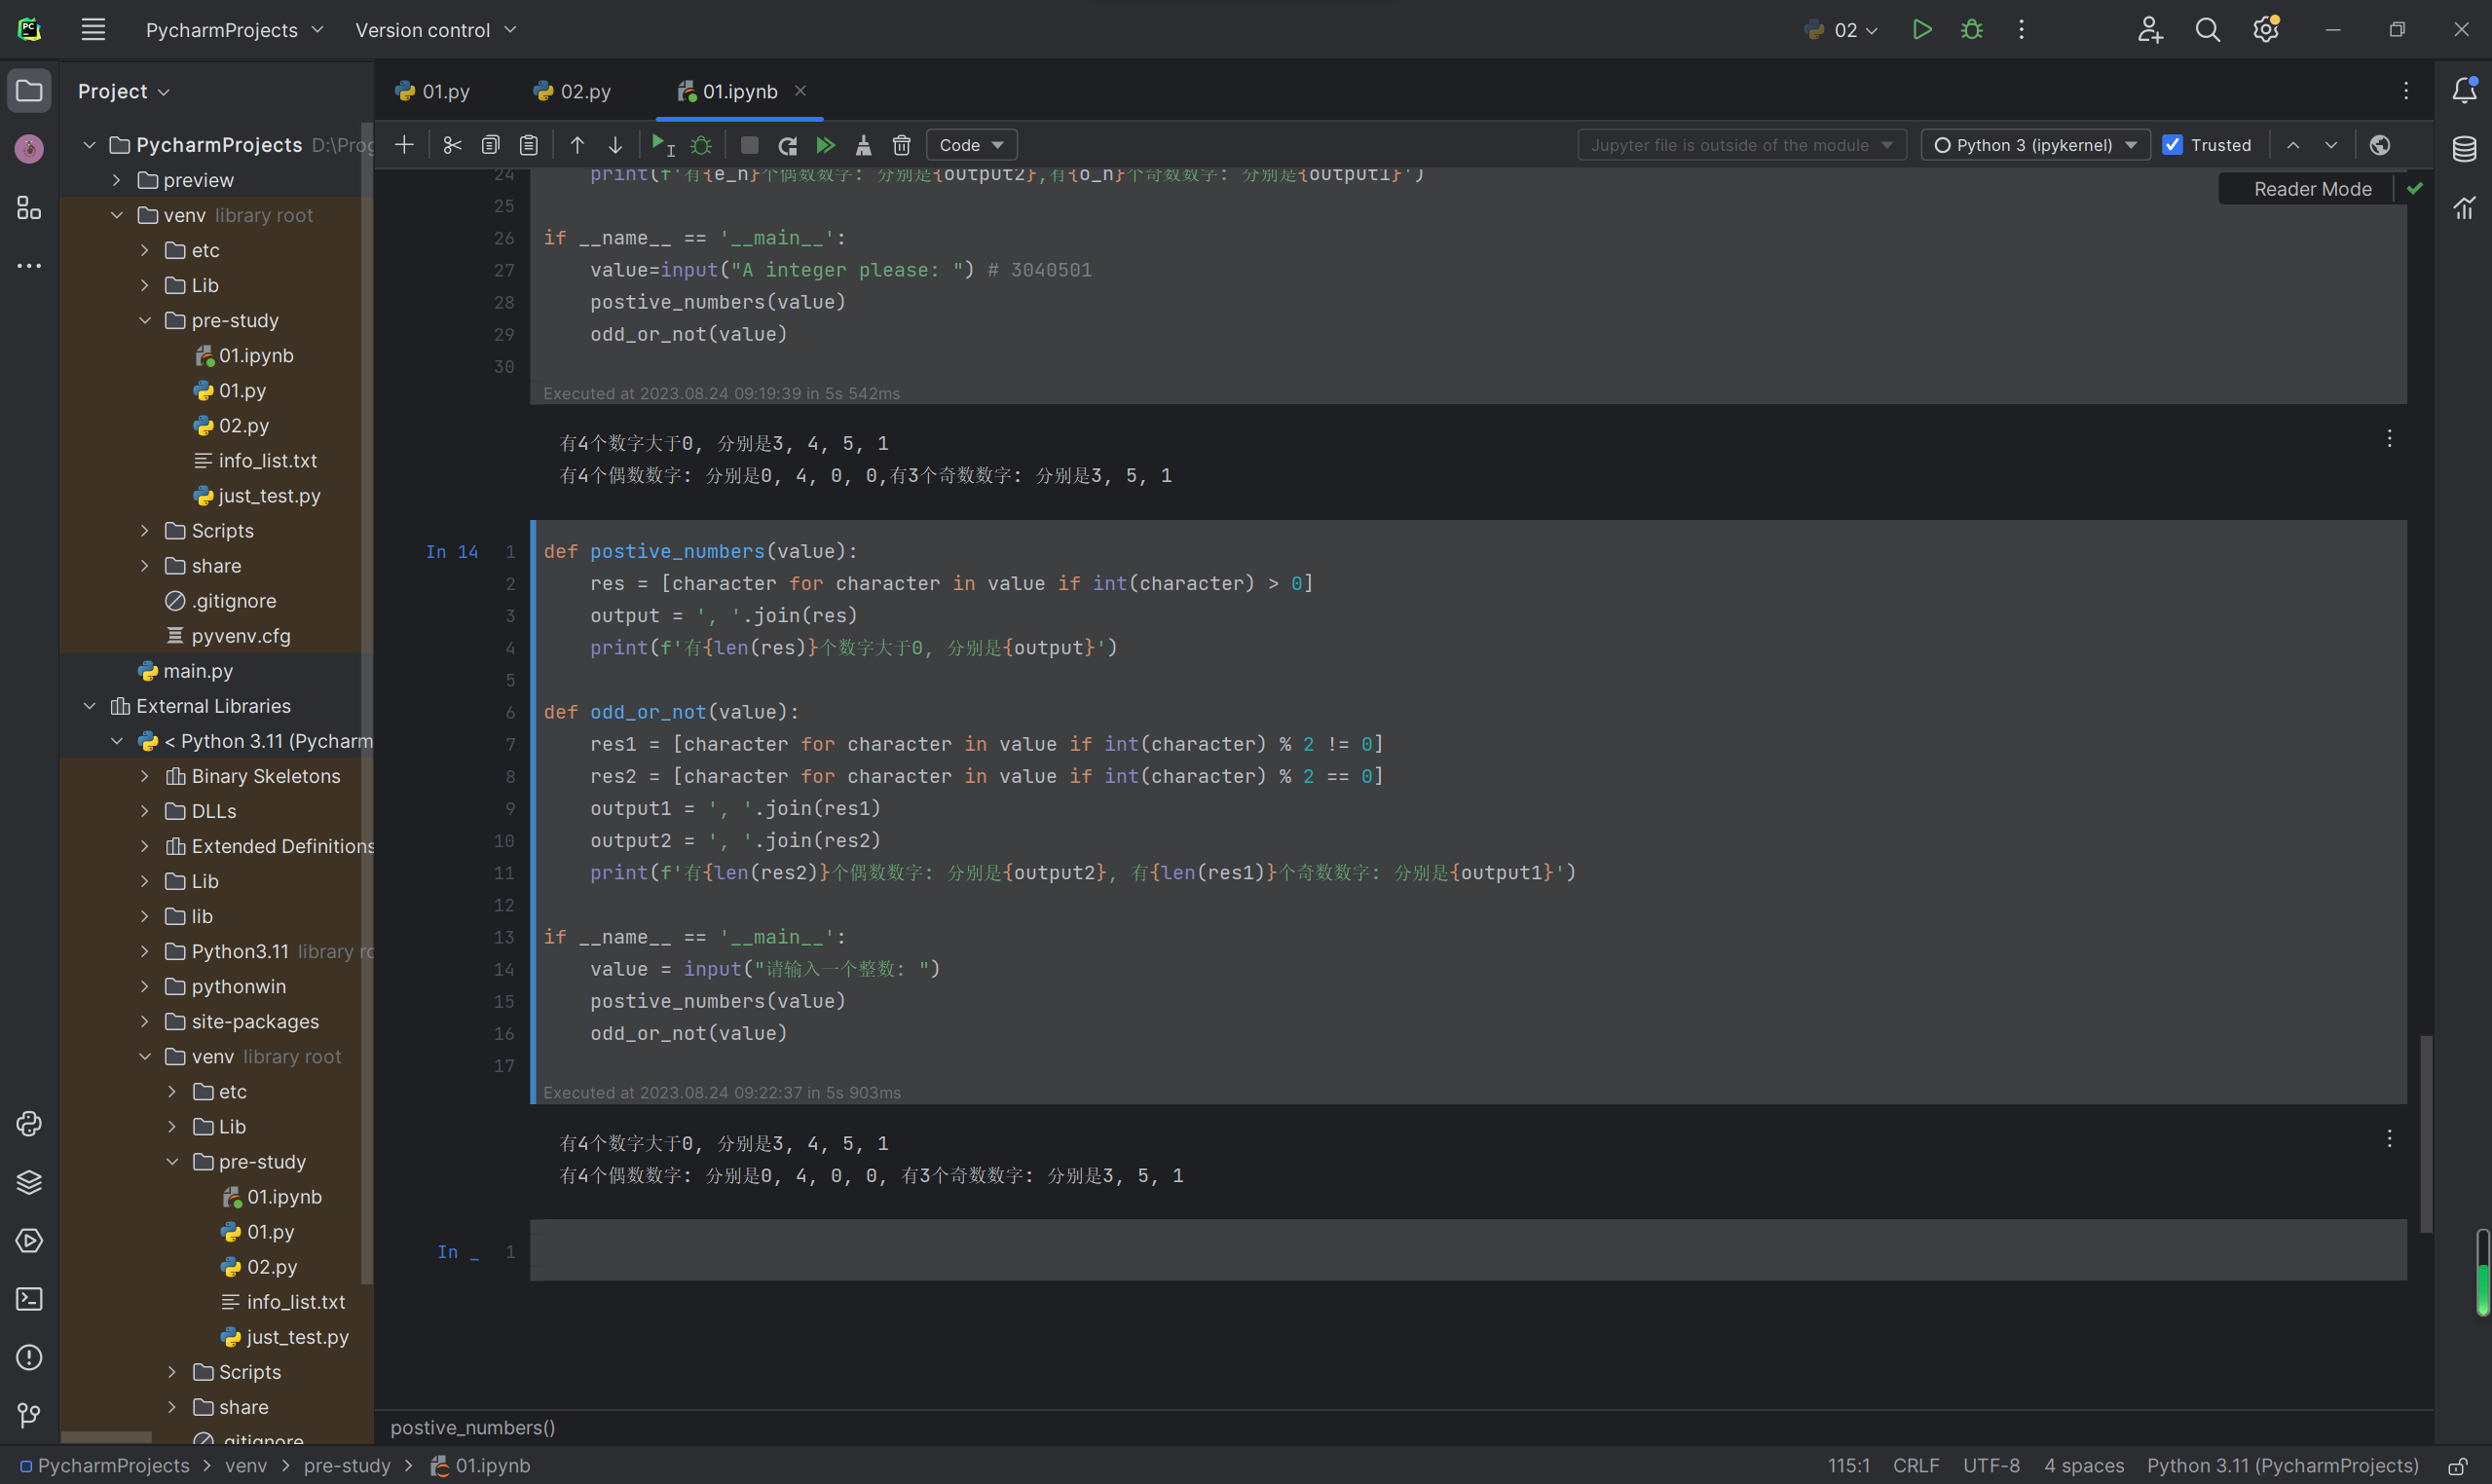 PycharmProjects Version control 02
Project
01.py 02.py 01.ipynb
PycharmProjects D:\Prog
preview
venv library root
etc
Lib
pre-study
01.ipynb
01.py
02.py
info_list.txt
just_test.py
Scripts
share
.gitignore
pyvenv.cfg
main.py
External Libraries
< Python 3.11 (Pycharm
Binary Skeletons
DLLs
Extended Definitions
Lib
lib
Python3.11 library ro
pythonwin
site-packages
venv library root
etc
Lib
pre-study
01.ipynb
01.py
02.py
info_list.txt
just_test.py
Scripts
share
.gitignore
Code Jupyter file is outside of the module Python 3 (ipykernel) Trusted
Reader Mode
24 print(f'有{e_n}个偶数数字: 分别是{output2},有{o_n}个奇数数字: 分别是{output1}')
25
26 if __name__ == '__main__':
27 value=input("A integer please: ") # 3040501
28 postive_numbers(value)
29 odd_or_not(value)
30
Executed at 2023.08.24 09:19:39 in 5s 542ms
有4个数字大于0, 分别是3, 4, 5, 1
有4个偶数数字: 分别是0, 4, 0, 0,有3个奇数数字: 分别是3, 5, 1
In 14 1 def postive_numbers(value):
2 res = [character for character in value if int(character) > 0]
3 output = ', '.join(res)
4 print(f'有{len(res)}个数字大于0, 分别是{output}')
5
6 def odd_or_not(value):
7 res1 = [character for character in value if int(character) % 2 != 0]
8 res2 = [character for character in value if int(character) % 2 == 0]
9 output1 = ', '.join(res1)
10 output2 = ', '.join(res2)
11 print(f'有{len(res2)}个偶数数字: 分别是{output2}, 有{len(res1)}个奇数数字: 分别是{output1}')
12
13 if __name__ == '__main__':
14 value = input("请输入一个整数: ")
15 postive_numbers(value)
16 odd_or_not(value)
17
Executed at 2023.08.24 09:22:37 in 5s 903ms
有4个数字大于0, 分别是3, 4, 5, 1
有4个偶数数字: 分别是0, 4, 0, 0, 有3个奇数数字: 分别是3, 5, 1
In _ 1
postive_numbers()
PycharmProjects > venv > pre-study > 01.ipynb 115:1 CRLF UTF-8 4 spaces Python 3.11 (PycharmProjects)